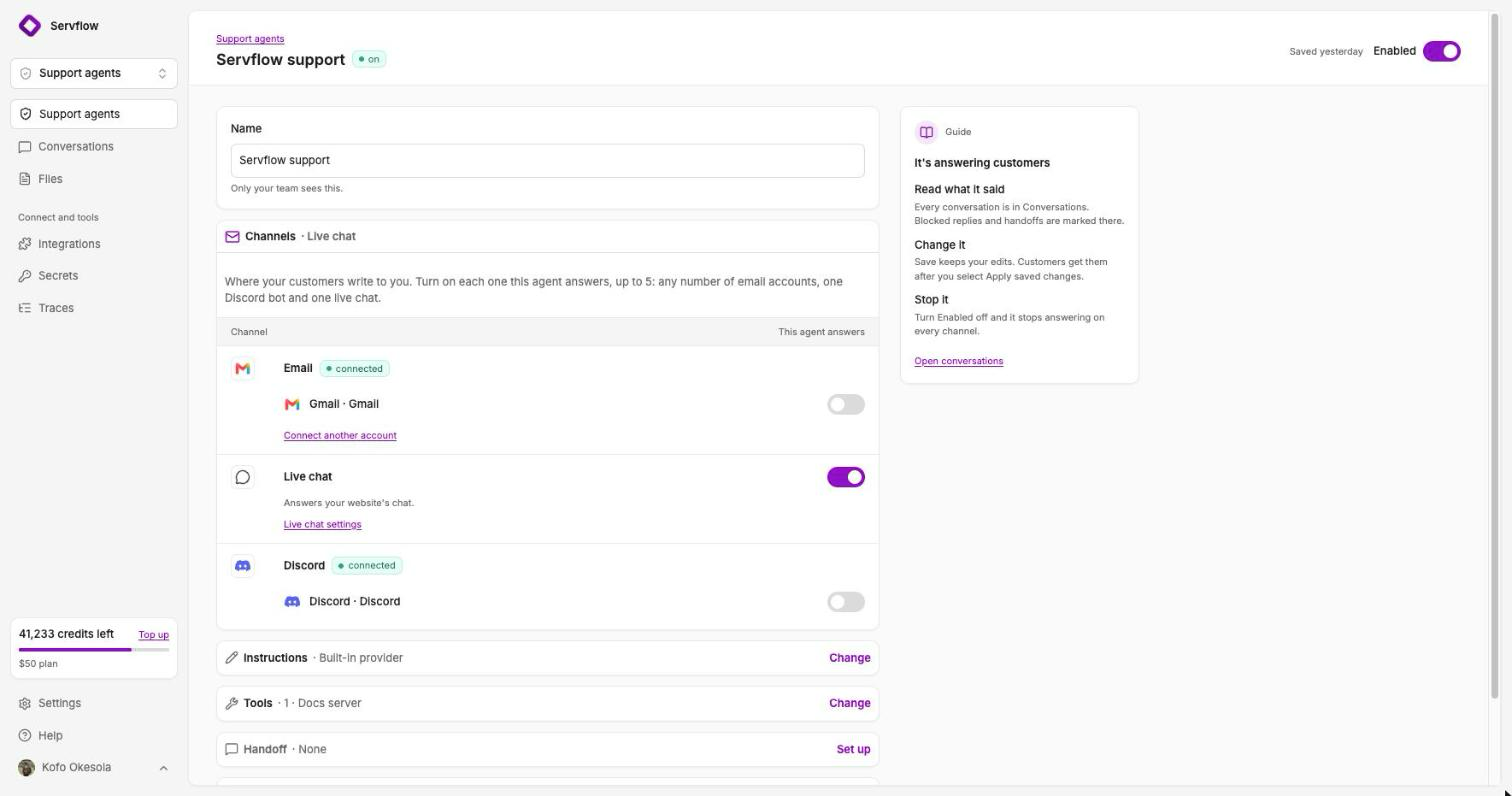 Servflow
Support agents
Support agents
Conversations
Files
Connect and tools
Integrations
Secrets
Traces
41,233 credits left
Top up
$50 plan
Settings
Help
Kofo Okesola
Support agents
Servflow support
on
Saved yesterday
Enabled
Name
Servflow support
Only your team sees this.
Channels · Live chat
Where your customers write to you. Turn on each one this agent answers, up to 5: any number of email accounts, one
Discord bot and one live chat.
Channel
This agent answers
Email
connected
Gmail · Gmail
Connect another account
Live chat
Answers your website's chat.
Live chat settings
Discord
connected
Discord · Discord
Instructions · Built-in provider
Change
Tools · 1 · Docs server
Change
Handoff · None
Set up
Guide
It's answering customers
Read what it said
Every conversation is in Conversations.
Blocked replies and handoffs are marked there.
Change it
Save keeps your edits. Customers get them
after you select Apply saved changes.
Stop it
Turn Enabled off and it stops answering on
every channel.
Open conversations